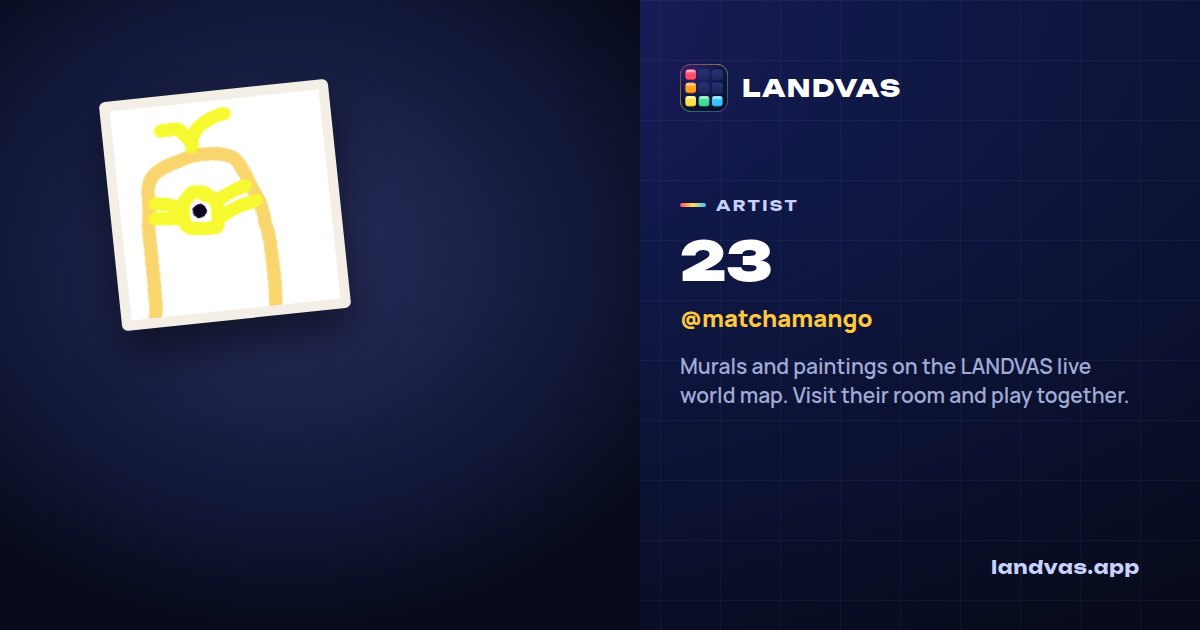 LANDVAS
ARTIST
23
@matchamango
Murals and paintings on the LANDVAS live
world map. Visit their room and play together.
landvas.app